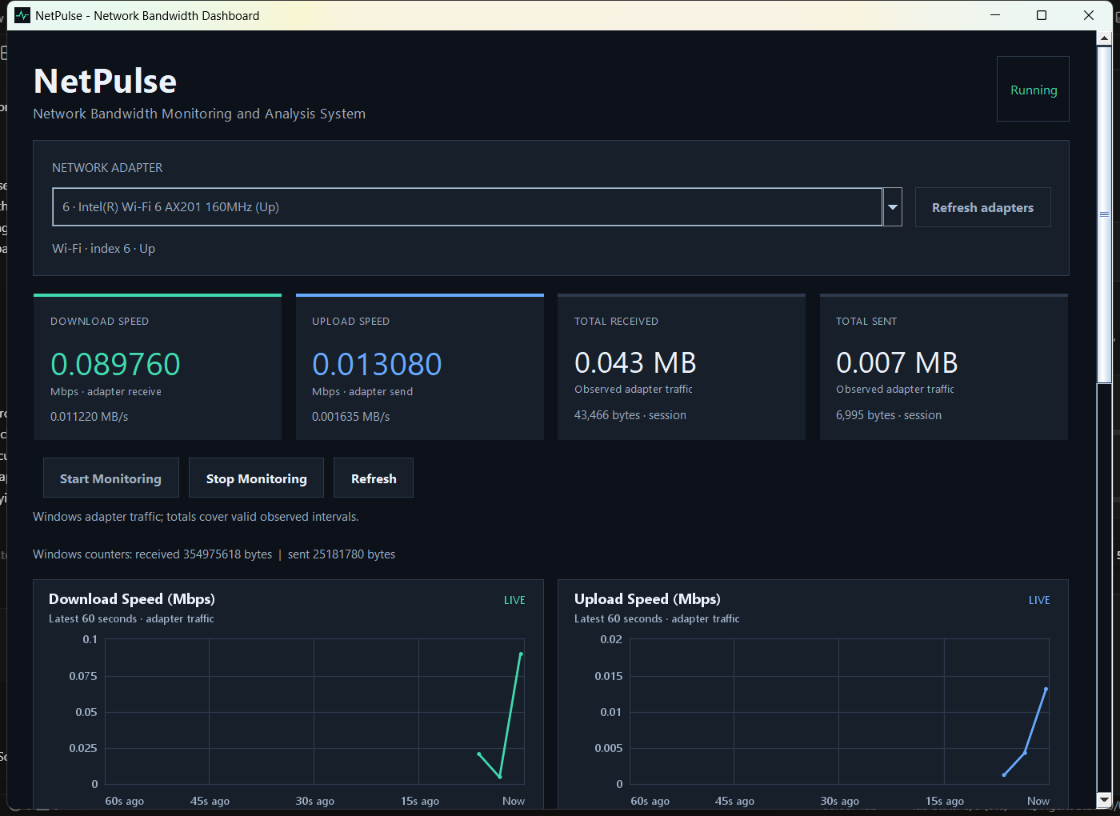 NetPulse - Network Bandwidth Dashboard
NetPulse
Network Bandwidth Monitoring and Analysis System
Running
NETWORK ADAPTER
6 · Intel(R) Wi-Fi 6 AX201 160MHz (Up)
Refresh adapters
Wi-Fi · index 6 · Up
DOWNLOAD SPEED
0.089760
Mbps · adapter receive
0.011220 MB/s
UPLOAD SPEED
0.013080
Mbps · adapter send
0.001635 MB/s
TOTAL RECEIVED
0.043 MB
Observed adapter traffic
43,466 bytes · session
TOTAL SENT
0.007 MB
Observed adapter traffic
6,995 bytes · session
Start Monitoring
Stop Monitoring
Refresh
Windows adapter traffic; totals cover valid observed intervals.
Windows counters: received 354975618 bytes | sent 25181780 bytes
Download Speed (Mbps)
LIVE
Latest 60 seconds · adapter traffic
0.1
0.075
0.05
0.025
0
60s ago
45s ago
30s ago
15s ago
Now
Upload Speed (Mbps)
LIVE
Latest 60 seconds · adapter traffic
0.02
0.015
0.01
0.005
0
60s ago
45s ago
30s ago
15s ago
Now